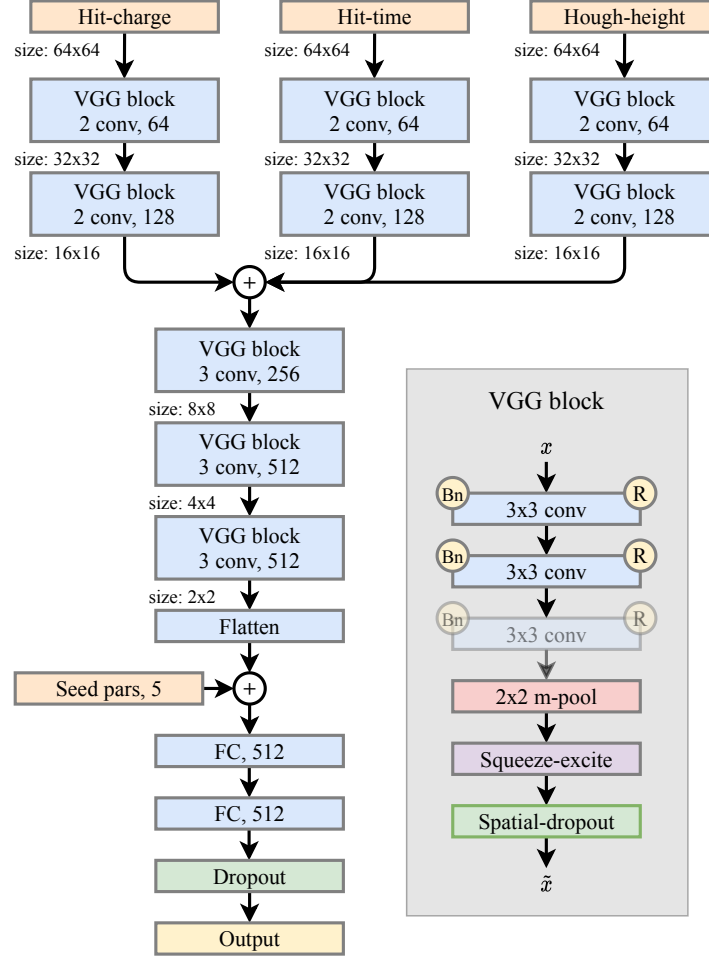 Hit-charge
Hit-time
Hough-height
size: 64x64
size: 64x64
size: 64x64
VGG block
2 conv, 64
VGG block
2 conv, 64
VGG block
2 conv, 64
size: 32x32
size: 32x32
size: 32x32
VGG block
2 conv, 128
VGG block
2 conv, 128
VGG block
2 conv, 128
size: 16x16
size: 16x16
size: 16x16
+
VGG block
3 conv, 256
size: 8x8
VGG block
3 conv, 512
size: 4x4
VGG block
3 conv, 512
size: 2x2
Flatten
Seed pars, 5
+
FC, 512
FC, 512
Dropout
Output
VGG block
x
Bn
R
3x3 conv
Bn
R
3x3 conv
Bn
R
3x3 conv
2x2 m-pool
Squeeze-excite
Spatial-dropout
x̃